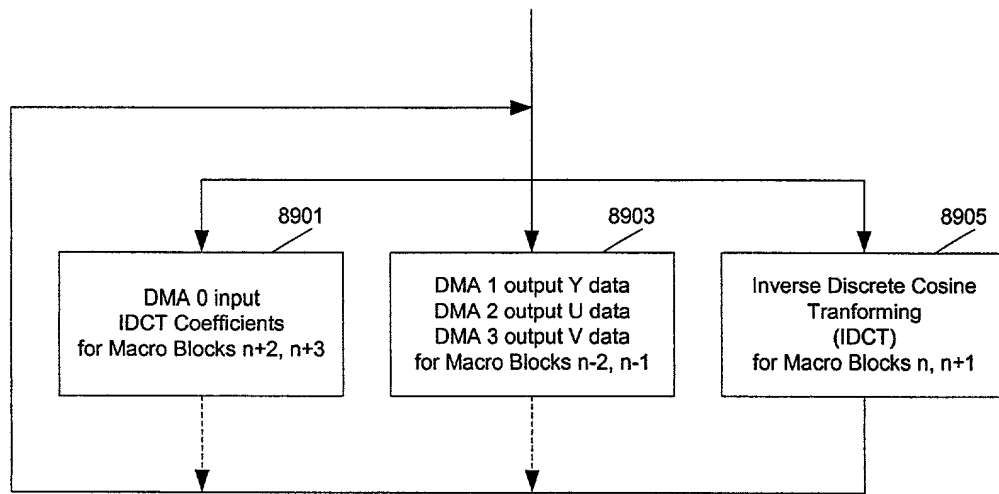 8901
8903
8905
DMA 0 input
IDCT Coefficients
for Macro Blocks n+2, n+3
DMA 1 output Y data
DMA 2 output U data
DMA 3 output V data
for Macro Blocks n-2, n-1
Inverse Discrete Cosine
Tranforming
(IDCT)
for Macro Blocks n, n+1